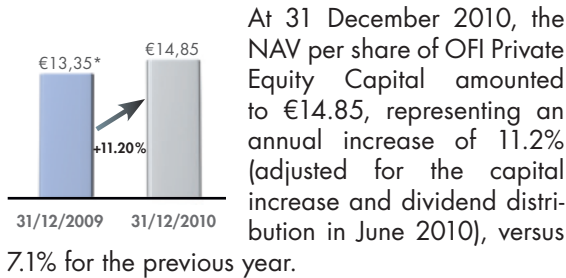 €13,35*
€14,85
+11.20%
31/12/2009
31/12/2010
At 31 December 2010, the
NAV per share of OFI Private
Equity Capital amounted
to €14.85, representing an
annual increase of 11.2%
(adjusted for the capital
increase and dividend distri-
bution in June 2010), versus
7.1% for the previous year.